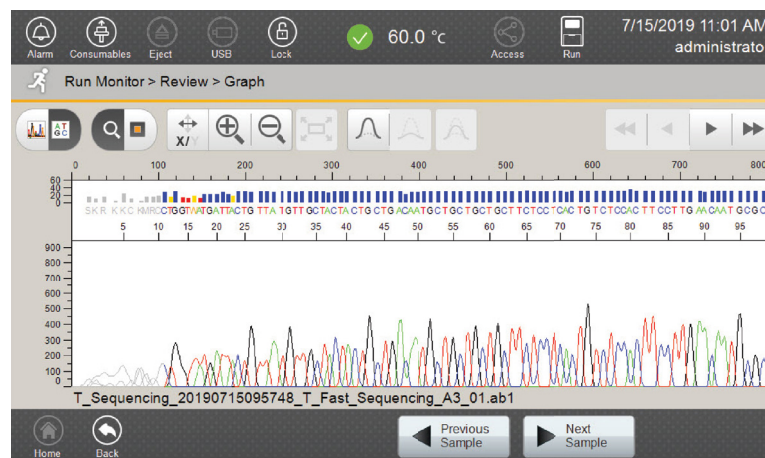 60.0 °c
7/15/2019 11:01 AM
administrato
Alarm Consumables Eject USB Lock Access Run
Run Monitor > Review > Graph
A T
G C
X/Y
0 100 200 300 400 500 600 700 800
60
40
20
0
5 10 15 20 25 30 35 40 45 50 55 60 65 70 75 80 85 90 95
900
800
700
600
500
400
300
200
100
0
T_Sequencing_20190715095748_T_Fast_Sequencing_A3_01.ab1
Home Back
Previous
Sample
Next
Sample